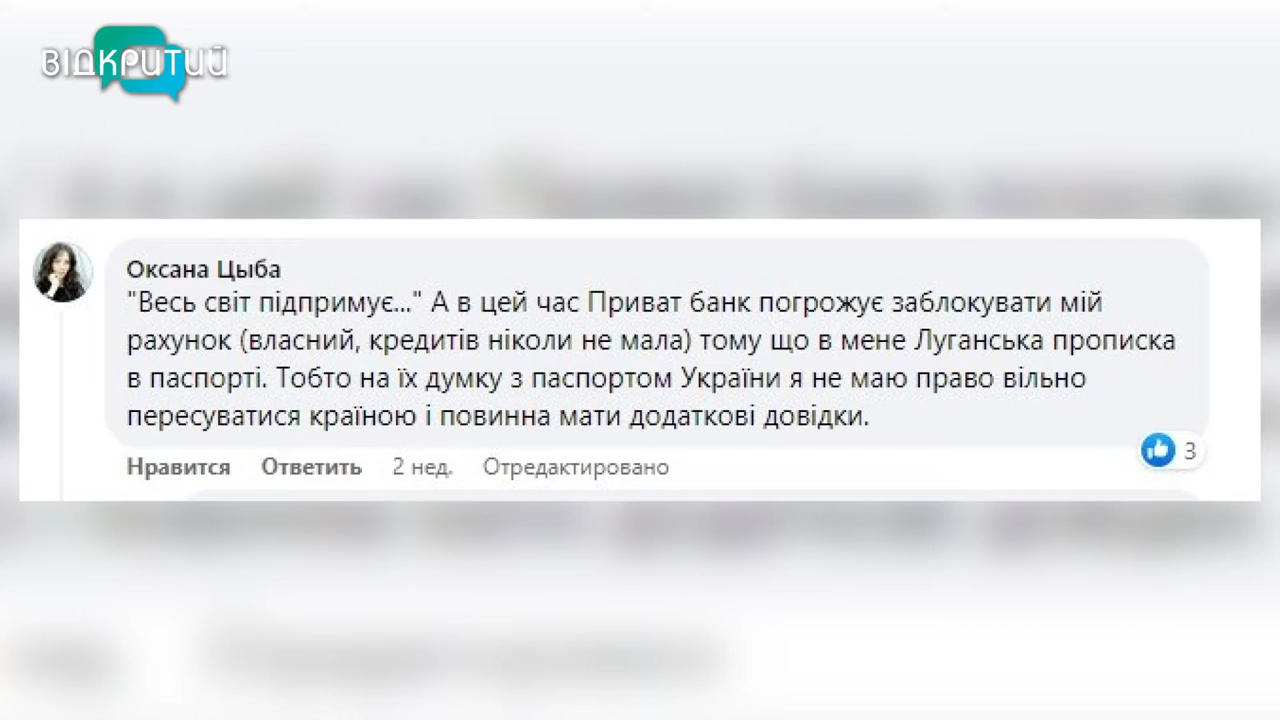 ВІДКРИТИЙ
Оксана Цыба
"Весь світ підпримує..." А в цей час Приват банк погрожує заблокувати мій
рахунок (власний, кредитів ніколи не мала) тому що в мене Луганська прописка
в паспорті. Тобто на їх думку з паспортом України я не маю право вільно
пересуватися країною і повинна мати додаткові довідки.
Нравится Ответить 2 нед. Отредактировано 3